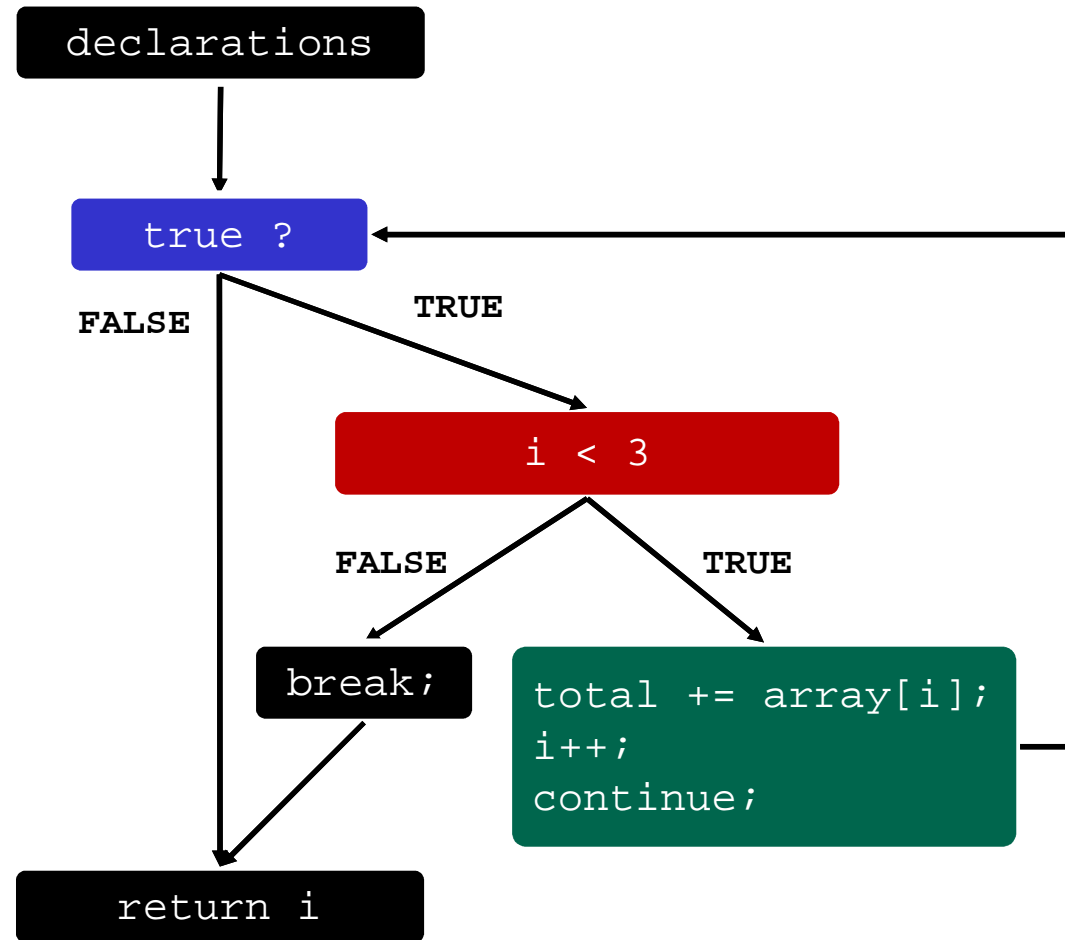 declarations
true ?
FALSE
TRUE
i < 3
FALSE
TRUE
break;
total += array[i];
i++;
continue;
return i